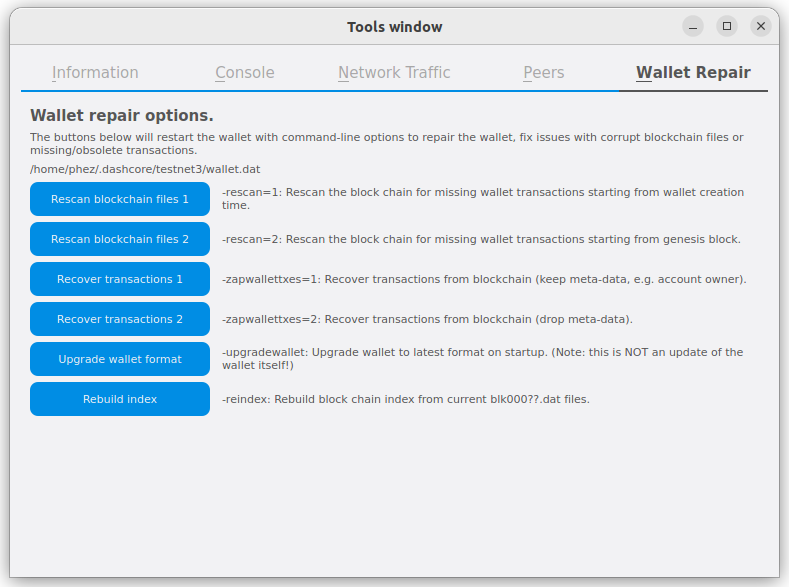 Tools window
Information Console Network Traffic Peers Wallet Repair
Wallet repair options.
The buttons below will restart the wallet with command-line options to repair the wallet, fix issues with corrupt blockchain files or
missing/obsolete transactions.
/home/phez/.dashcore/testnet3/wallet.dat
Rescan blockchain files 1
-rescan=1: Rescan the block chain for missing wallet transactions starting from wallet creation
time.
Rescan blockchain files 2
-rescan=2: Rescan the block chain for missing wallet transactions starting from genesis block.
Recover transactions 1
-zapwallettxes=1: Recover transactions from blockchain (keep meta-data, e.g. account owner).
Recover transactions 2
-zapwallettxes=2: Recover transactions from blockchain (drop meta-data).
Upgrade wallet format
-upgradewallet: Upgrade wallet to latest format on startup. (Note: this is NOT an update of the
wallet itself!)
Rebuild index
-reindex: Rebuild block chain index from current blk000??.dat files.